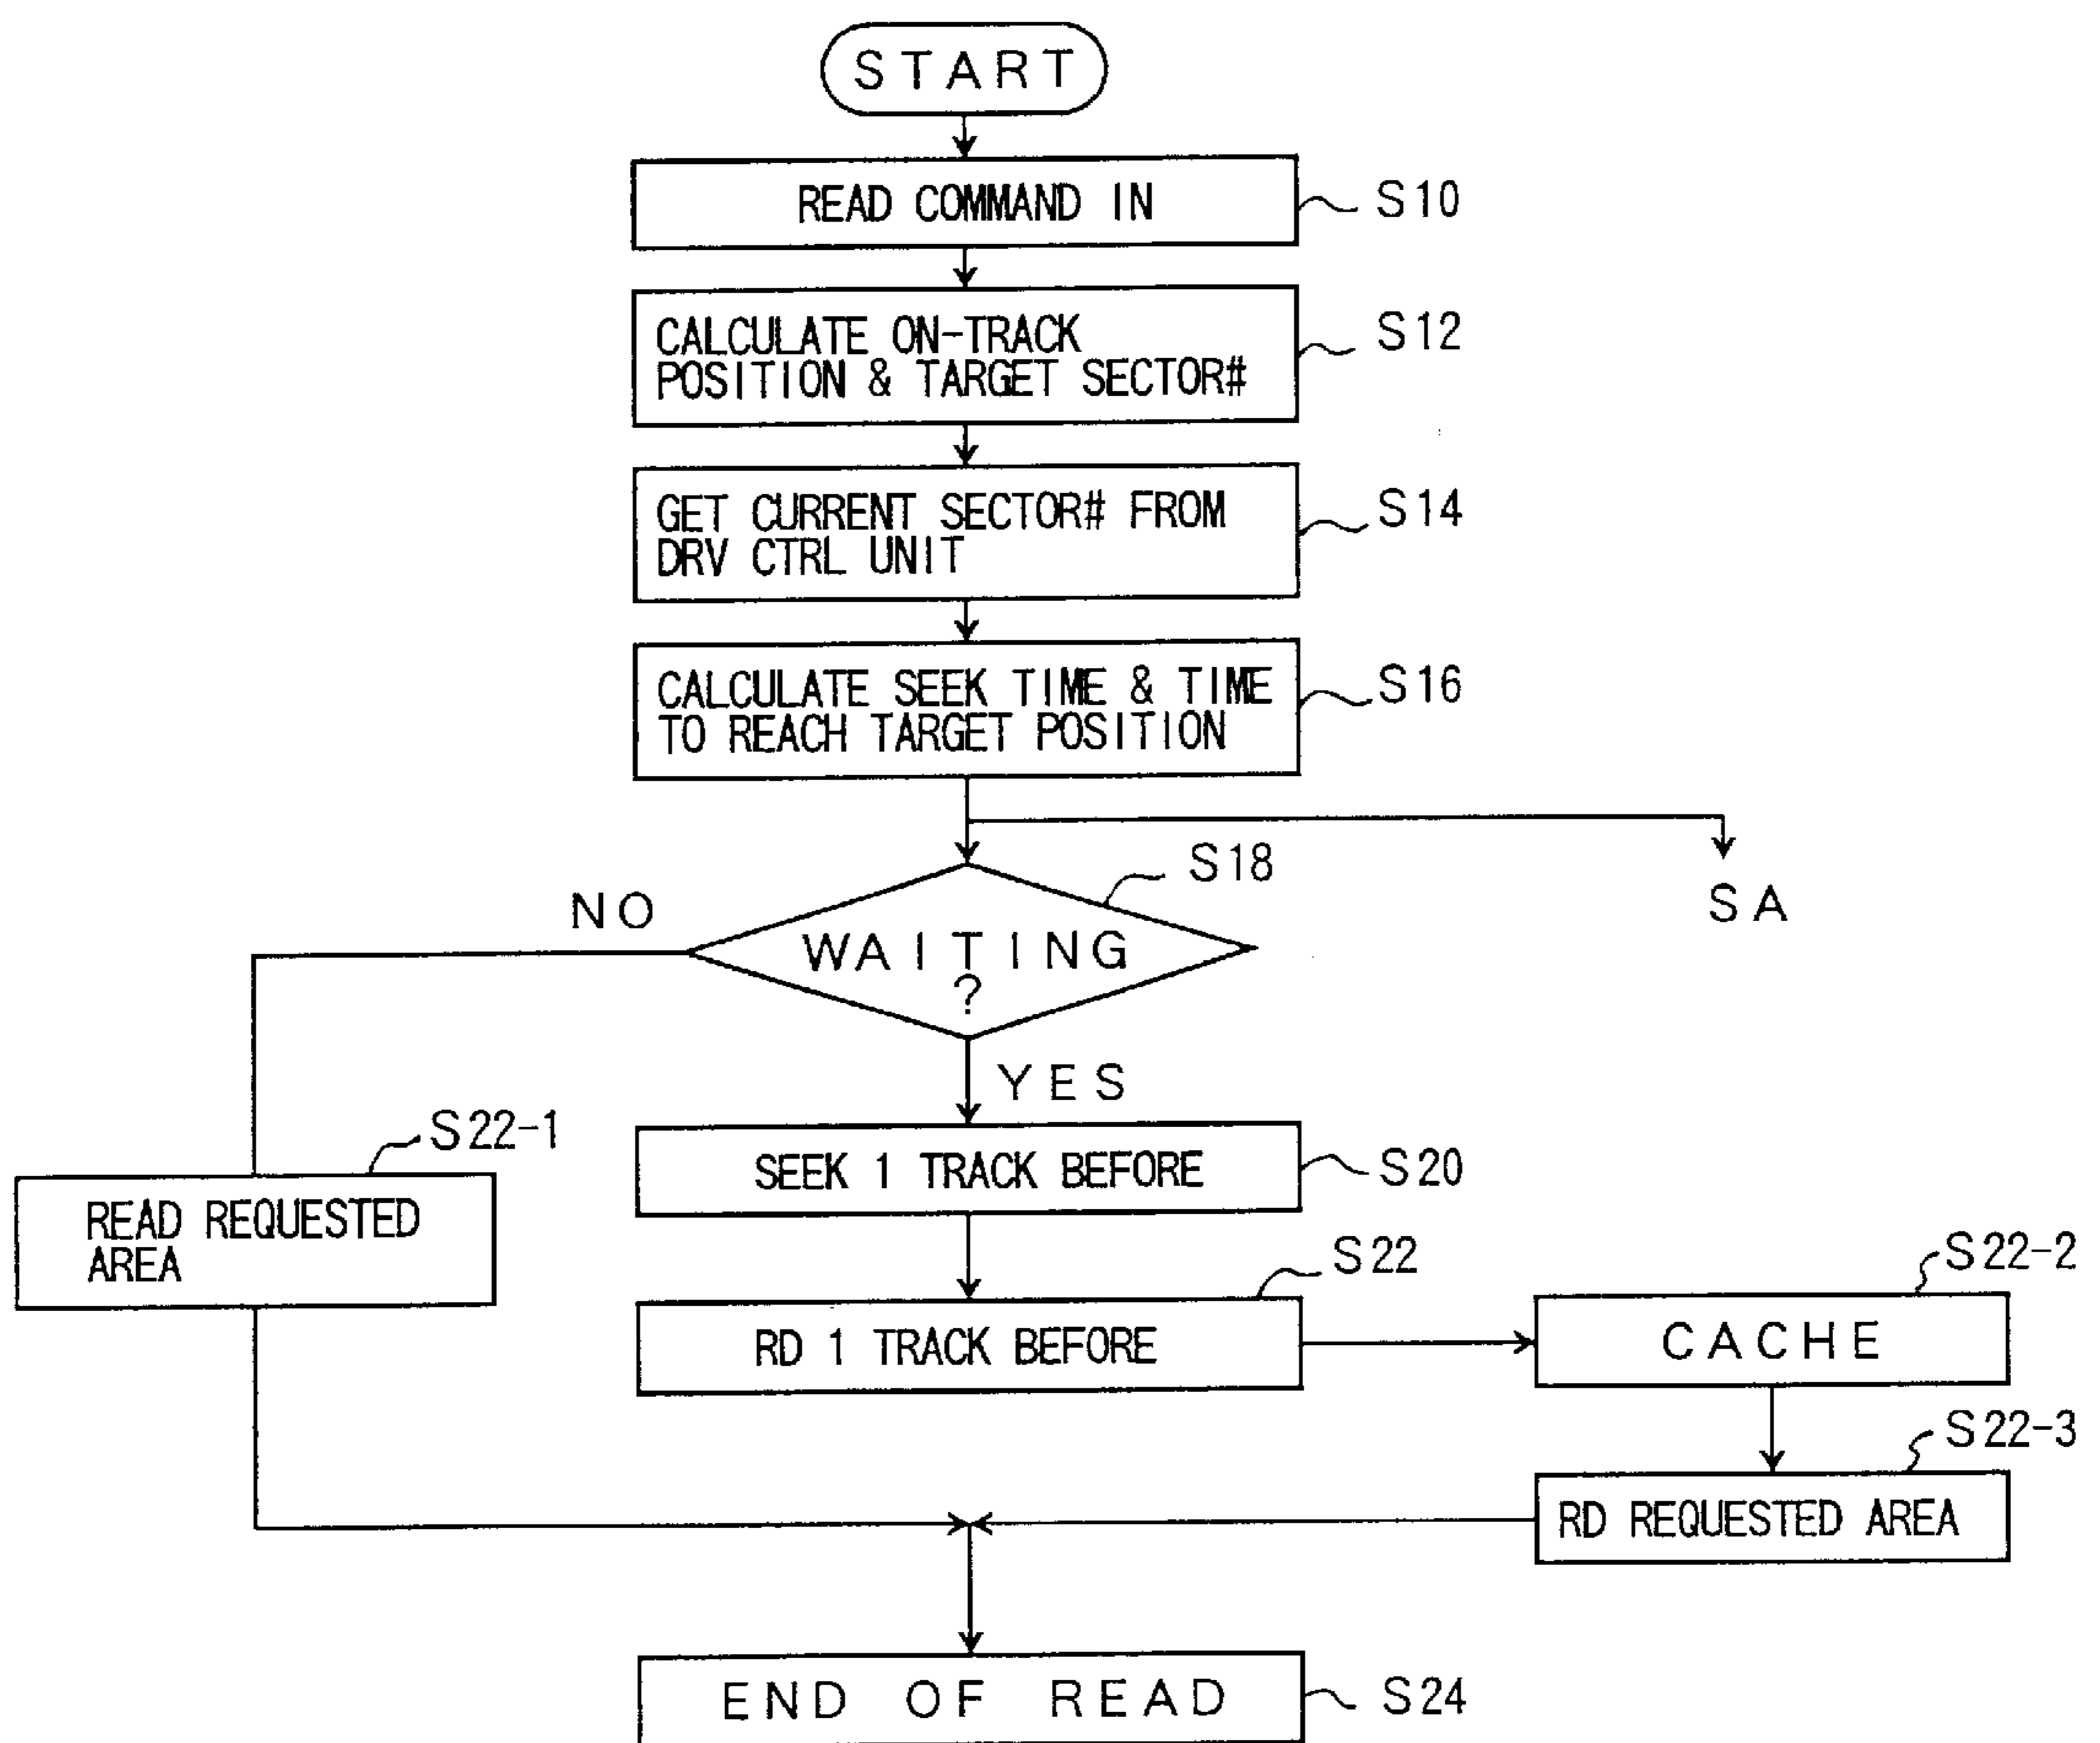 START
READ COMMAND IN
S10
CALCULATE ON-TRACK
POSITION & TARGET SECTOR#
S12
GET CURRENT SECTOR# FROM
DRV CTRL UNIT
S14
CALCULATE SEEK TIME & TIME
TO REACH TARGET POSITION
S16
S18
SA
NO
WAITING
?
YES
S22-1
READ REQUESTED
AREA
SEEK 1 TRACK BEFORE
S20
S22
RD 1 TRACK BEFORE
S22-2
CACHE
S22-3
RD REQUESTED AREA
END OF READ
S24